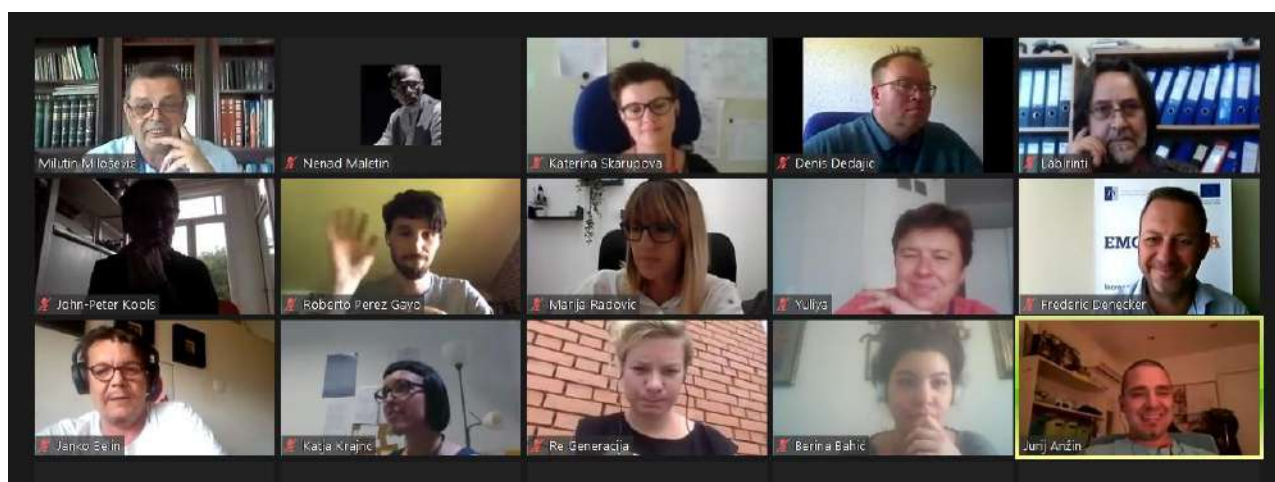 Milutin Milošević
Nenad Maletin
Katerina Skarupova
Denis Dedajic
Labirinti
John-Peter Kools
Roberto Perez Gayo
Marija Radovic
Yuliya
Frederic Denecker
Janko Belin
Katja Krajnc
Re Generacija
Berina Bahić
Jurij Anžin